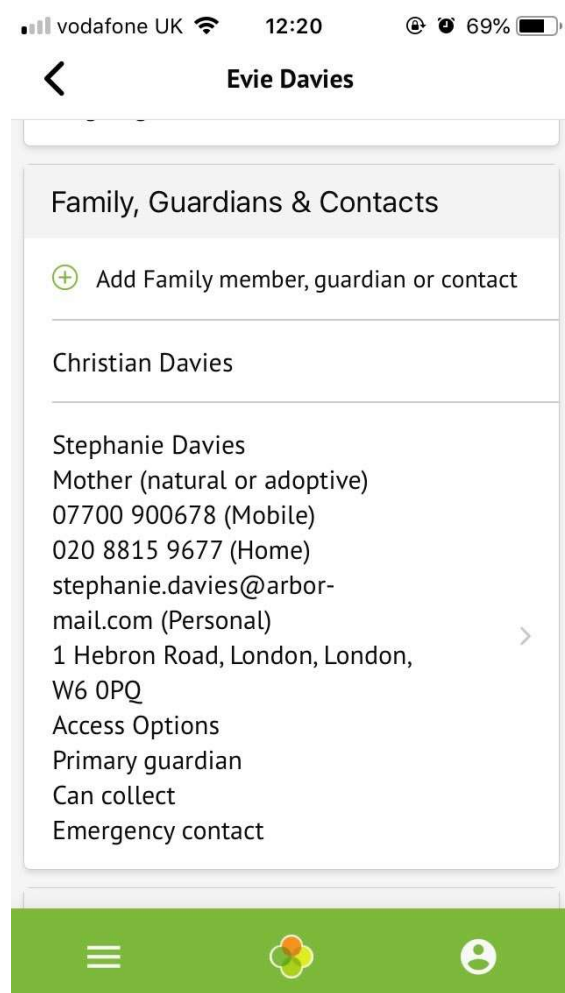 vodafone UK 12:20 69%
Evie Davies
Family, Guardians & Contacts
Add Family member, guardian or contact
Christian Davies
Stephanie Davies
Mother (natural or adoptive)
07700 900678 (Mobile)
020 8815 9677 (Home)
stephanie.davies@arbor-
mail.com (Personal)
1 Hebron Road, London, London,
W6 0PQ
Access Options
Primary guardian
Can collect
Emergency contact